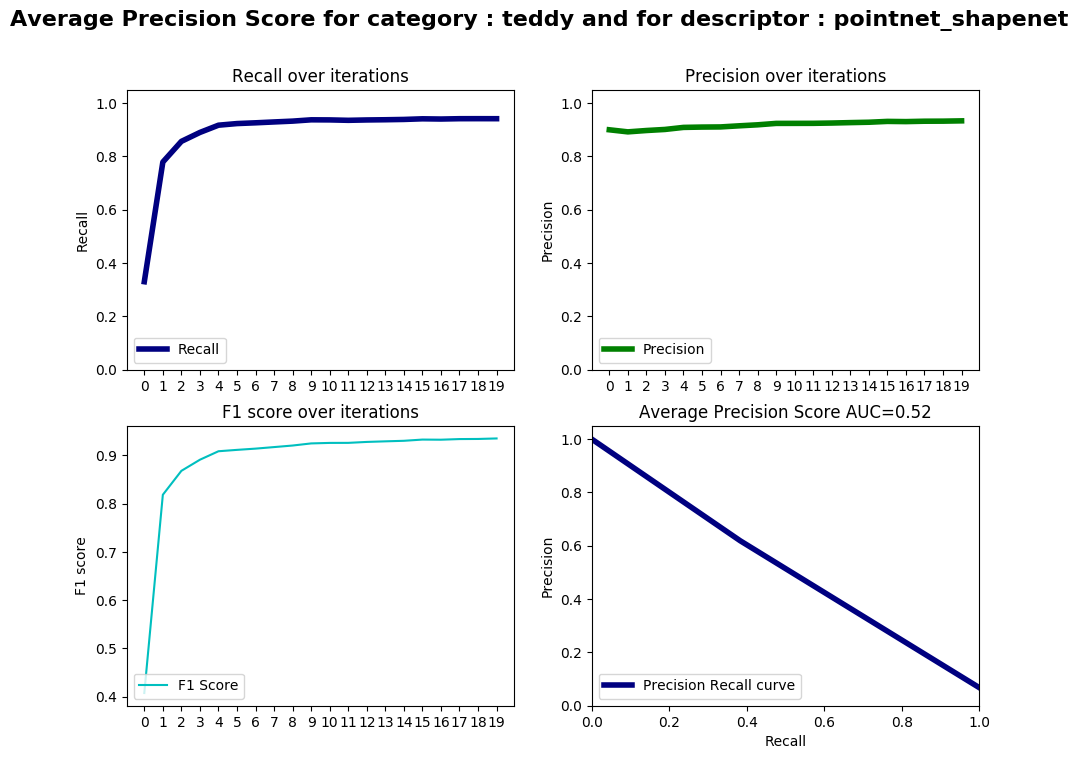 Average Precision Score for category : teddy and for descriptor : pointnet_shapenet
Recall over iterations
1.0
0.8
0.6
0.4
0.2
0.0
Recall
Recall
0 1 2 3 4 5 6 7 8 9 10 11 12 13 14 15 16 17 18 19
Precision over iterations
1.0
0.8
0.6
0.4
0.2
0.0
Precision
Precision
0 1 2 3 4 5 6 7 8 9 10 11 12 13 14 15 16 17 18 19
F1 score over iterations
0.9
0.8
0.7
0.6
0.5
0.4
F1 score
F1 Score
0 1 2 3 4 5 6 7 8 9 10 11 12 13 14 15 16 17 18 19
Average Precision Score AUC=0.52
1.0
0.8
0.6
0.4
0.2
0.0
Precision
Precision Recall curve
0.0 0.2 0.4 0.6 0.8 1.0
Recall